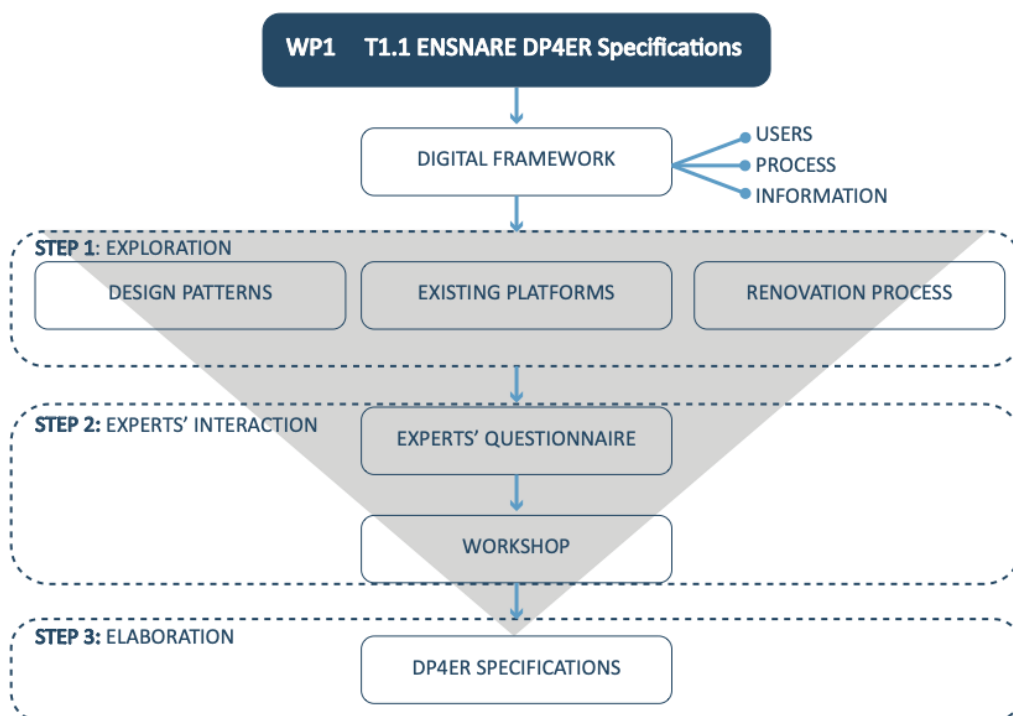 WP1 T1.1 ENSNARE DP4ER Specifications
DIGITAL FRAMEWORK
USERS
PROCESS
INFORMATION
STEP 1: EXPLORATION
DESIGN PATTERNS
EXISTING PLATFORMS
RENOVATION PROCESS
STEP 2: EXPERTS’ INTERACTION
EXPERTS’ QUESTIONNAIRE
WORKSHOP
STEP 3: ELABORATION
DP4ER SPECIFICATIONS